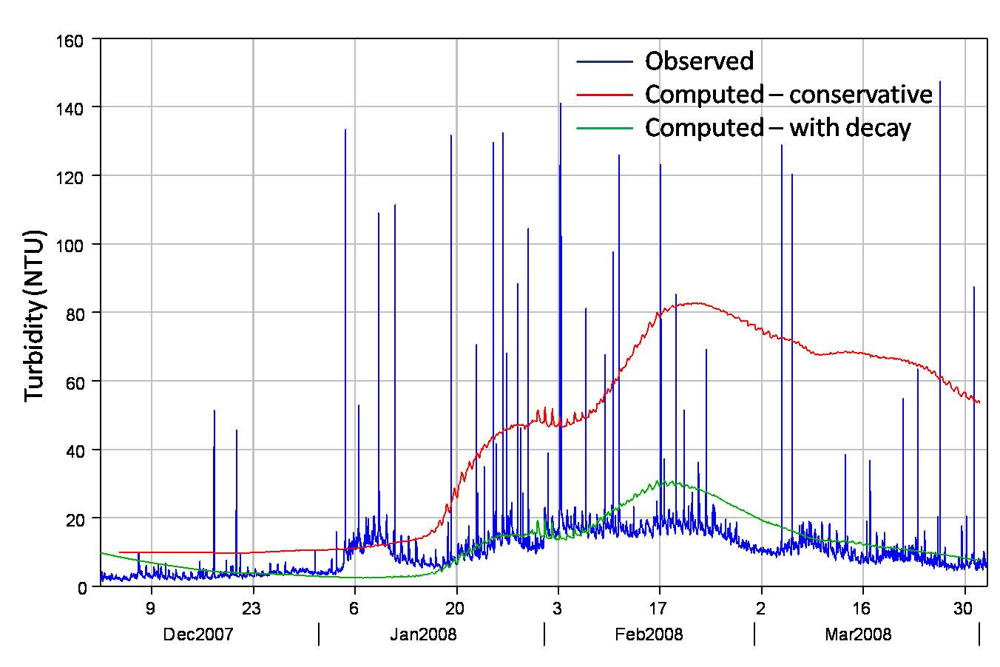 160
140
120
100
80
60
40
20
0
Turbidity (NTU)
Observed
Computed – conservative
Computed – with decay
9 23 6 20 3 17 2 16 30
Dec2007 | Jan2008 | Feb2008 | Mar2008 |